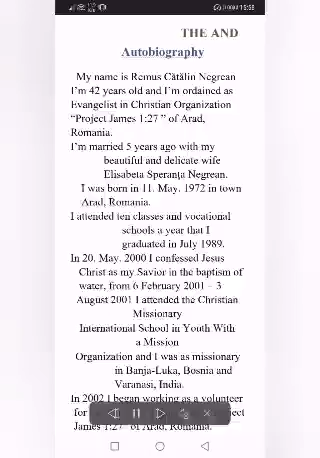 15:58
THE AND
Autobiography
My name is Remus Cătălin Negrean
I’m 42 years old and I’m ordained as
Evangelist in Christian Organization
“Project James 1:27 ” of Arad,
Romania.
I’m married 5 years ago with my
beautiful and delicate wife
Elisabeta Speranţa Negrean.
I was born in 11. May. 1972 in town
Arad, Romania.
I attended ten classes and vocational
schools a year that I
graduated in July 1989.
In 20. May. 2000 I confessed Jesus
Christ as my Savior in the baptism of
water, from 6 February 2001 – 3
August 2001 I attended the Christian
Missionary
International School in Youth With
a Mission
Organization and I was as missionary
in Banja-Luka, Bosnia and
Varanasi, India.
In 2002 I began working as a volunteer
for
James 1:27 of Arad, Romania.